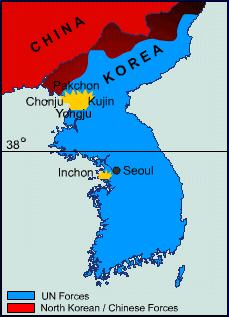 CHINA
KOREA
Pakchon
Chonju Kujin
Yongju
38°
Inchon Seoul
UN Forces
North Korean / Chinese Forces